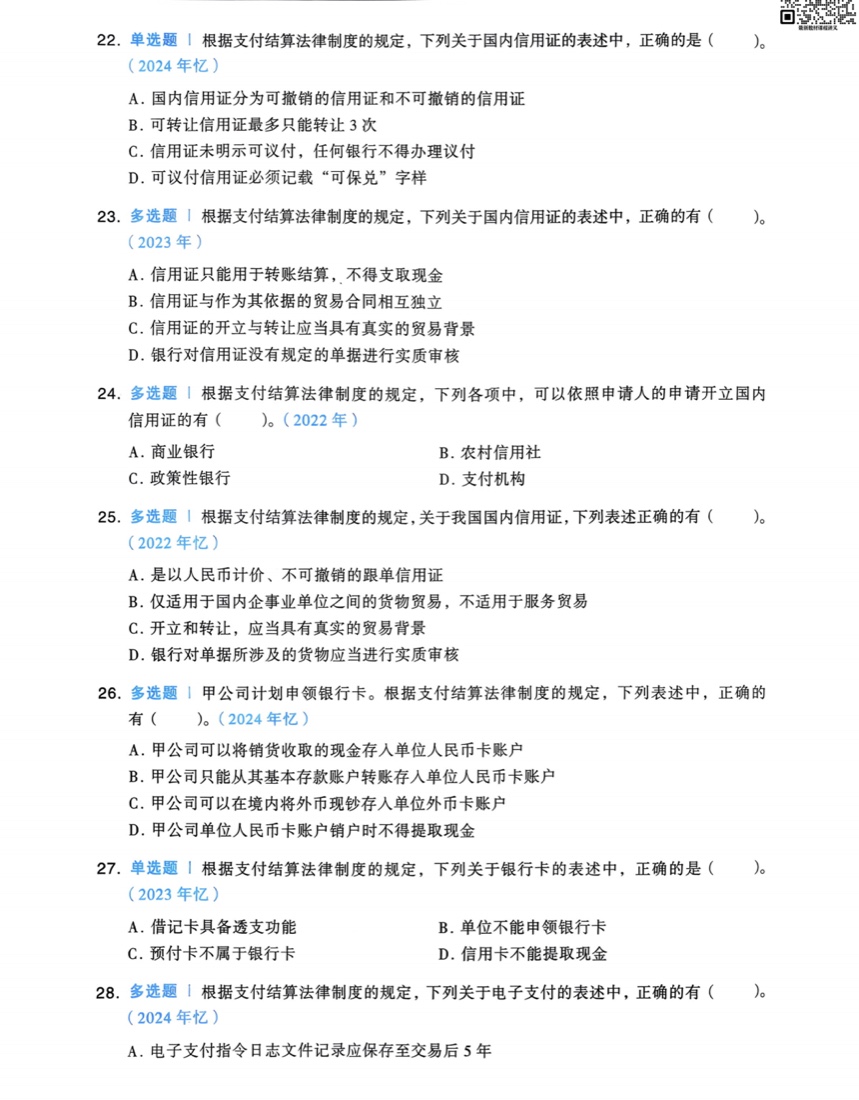 22. 单选题 | 根据支付结算法律制度的规定，下列关于国内信用证的表述中，正确的是（　　）。
（2024 年忆）
A. 国内信用证分为可撤销的信用证和不可撤销的信用证
B. 可转让信用证最多只能转让 3 次
C. 信用证未明示可议付，任何银行不得办理议付
D. 可议付信用证必须记载“可保兑”字样
23. 多选题 | 根据支付结算法律制度的规定，下列关于国内信用证的表述中，正确的有（　　）。
（2023 年）
A. 信用证只能用于转账结算，不得支取现金
B. 信用证与作为其依据的贸易合同相互独立
C. 信用证的开立与转让应当具有真实的贸易背景
D. 银行对信用证没有规定的单据进行实质审核
24. 多选题 | 根据支付结算法律制度的规定，下列各项中，可以依照申请人的申请开立国内
信用证的有（　　）。（2022 年）
A. 商业银行　　B. 农村信用社
C. 政策性银行　　D. 支付机构
25. 多选题 | 根据支付结算法律制度的规定，关于我国国内信用证，下列表述正确的有（　　）。
（2022 年忆）
A. 是以人民币计价、不可撤销的跟单信用证
B. 仅适用于国内企事业单位之间的货物贸易，不适用于服务贸易
C. 开立和转让，应当具有真实的贸易背景
D. 银行对单据所涉及的货物应当进行实质审核
26. 多选题 | 甲公司计划申领银行卡。根据支付结算法律制度的规定，下列表述中，正确的
有（　　）。（2024 年忆）
A. 甲公司可以将销货收取的现金存入单位人民币卡账户
B. 甲公司只能从其基本存款账户转账存入单位人民币卡账户
C. 甲公司可以在境内将外币现钞存入单位外币卡账户
D. 甲公司单位人民币卡账户销户时不得提取现金
27. 单选题 | 根据支付结算法律制度的规定，下列关于银行卡的表述中，正确的是（　　）。
（2023 年忆）
A. 借记卡具备透支功能　　B. 单位不能申领银行卡
C. 预付卡不属于银行卡　　D. 信用卡不能提取现金
28. 多选题 | 根据支付结算法律制度的规定，下列关于电子支付的表述中，正确的有（　　）。
（2024 年忆）
A. 电子支付指令日志文件记录应保存至交易后 5 年